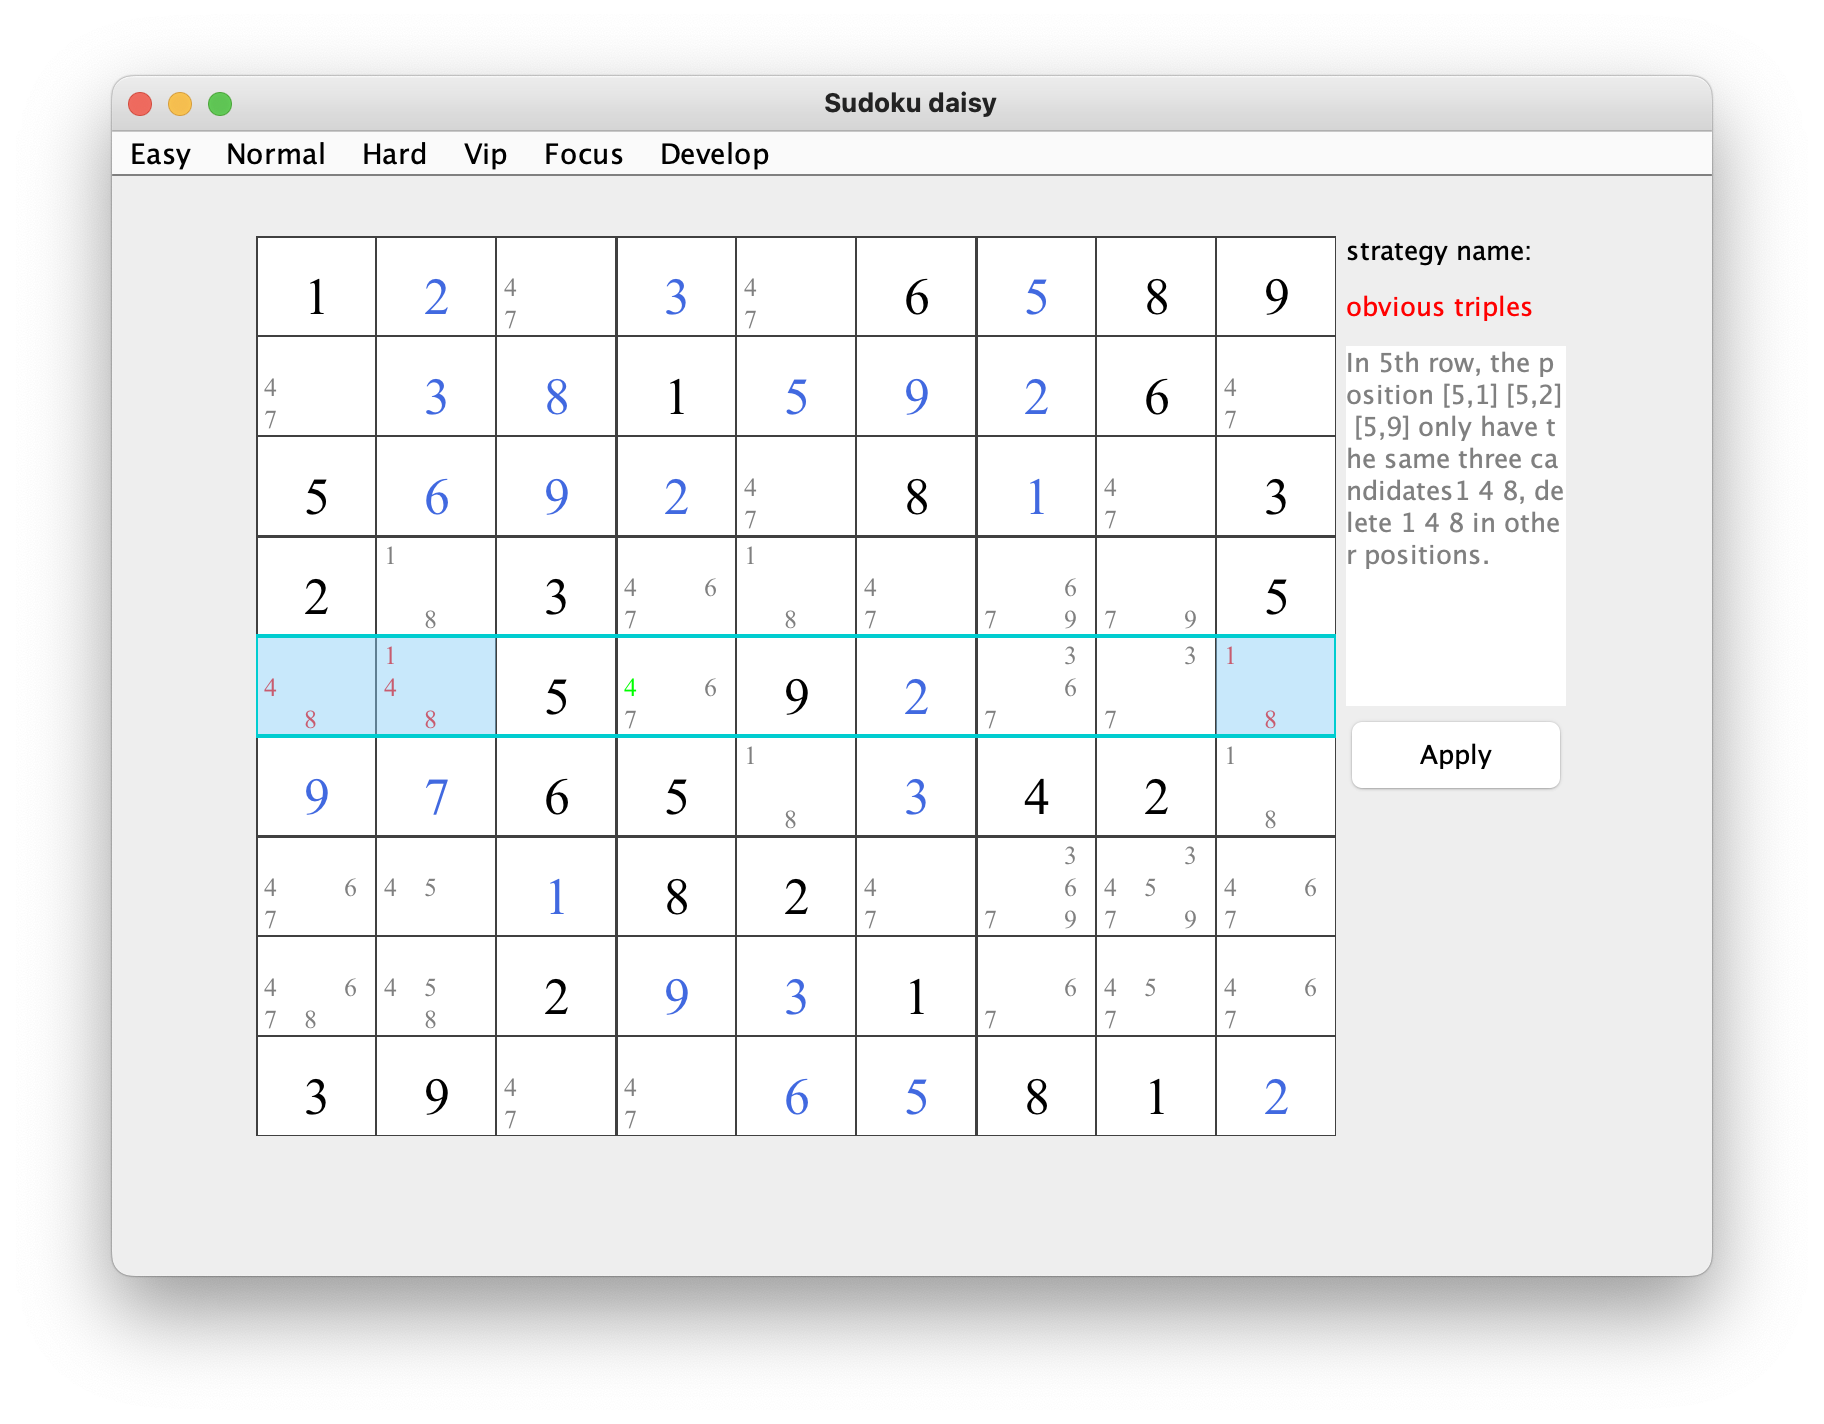 Sudoku daisy
Easy Normal Hard Vip Focus Develop
strategy name:
obvious triples
In 5th row, the p
osition [5,1] [5,2]
[5,9] only have t
he same three ca
ndidates1 4 8, de
lete 1 4 8 in othe
r positions.
Apply
1 2 4 3 4 6 5 8 9
7 7
4 3 8 1 5 9 2 6 4
7 7
5 6 9 2 4 8 1 4 3
7 7
1 1
2 3 4 6 4 6 5
8 7 8 7 7 9 7 9
1 3 3 1
4 4 5 4 6 9 2 6
8 8 7 7 7 8
1 1
9 7 6 5 3 4 2
8 8
3 3
4 6 4 5 1 8 2 4 6 4 5 4 6
7 7 7 9 7 9 7
4 6 4 5 2 9 3 1 6 4 5 4 6
7 8 8 7 7 7
3 9 4 4 6 5 8 1 2
7 7